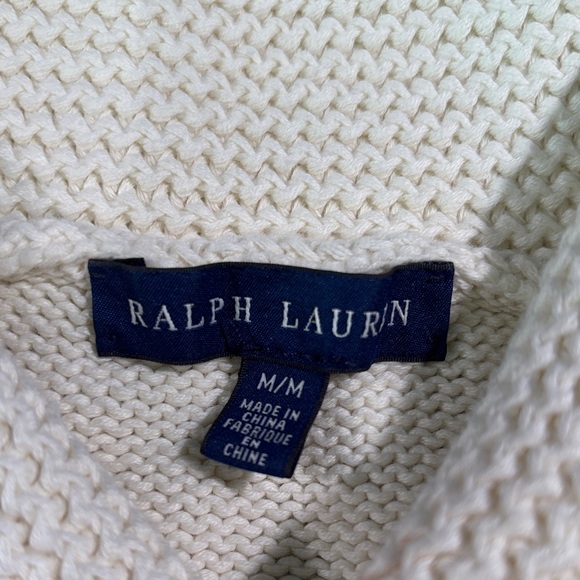 RALPH LAUREN
M/M
MADE IN
CHINA
FABRIQUE
EN
CHINE